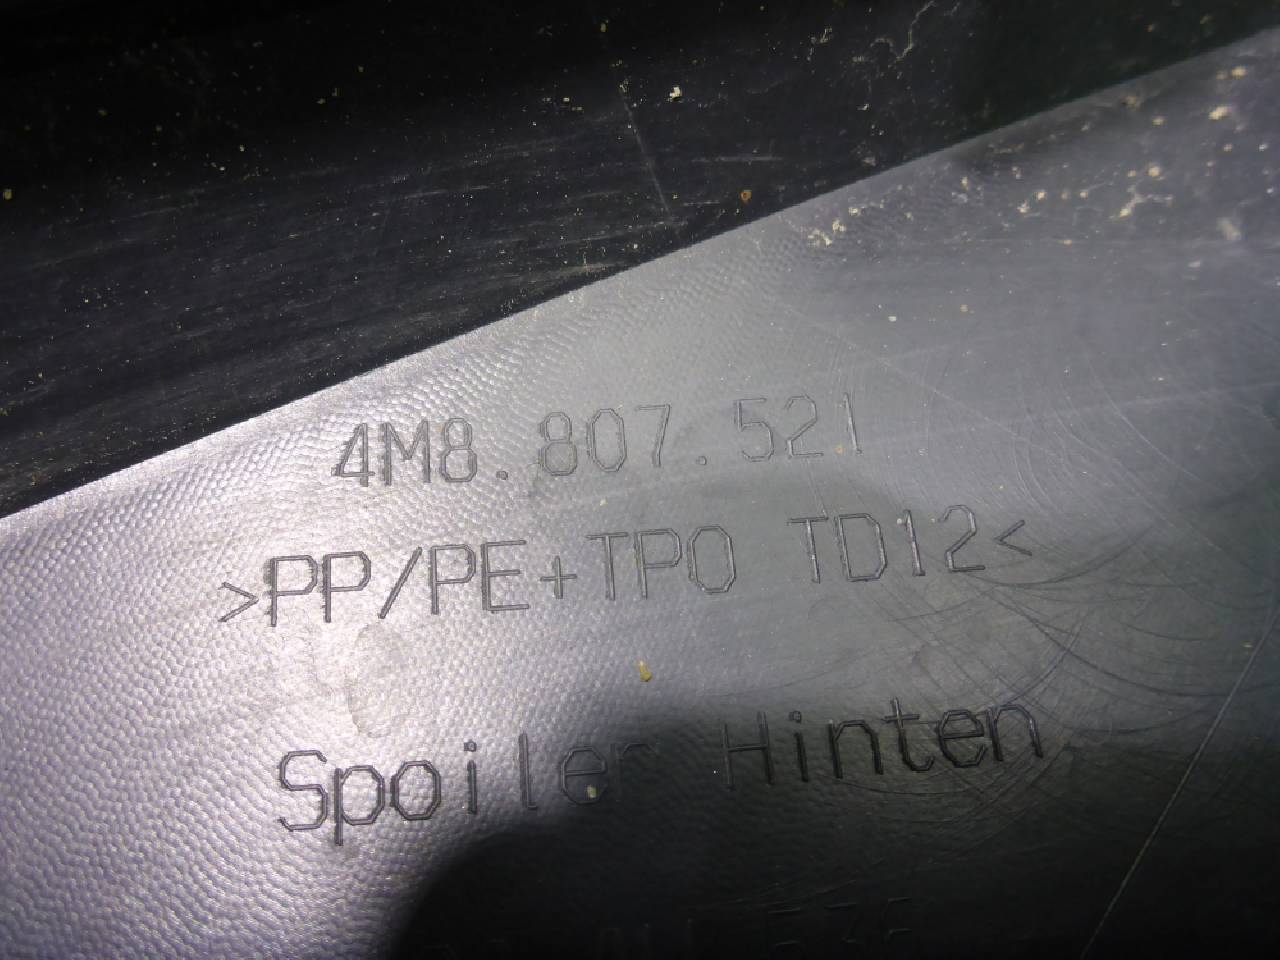 4M8.807.521
>PP/PE+TPO TD12<
Spoiler Hinten